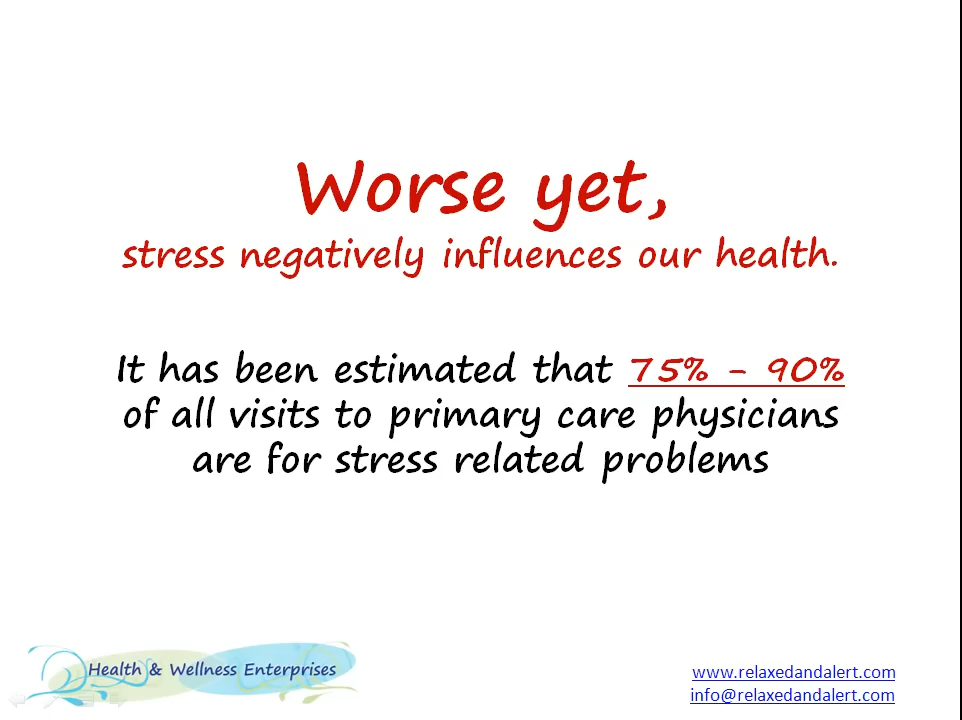 Worse yet,
stress negatively influences our health.
It has been estimated that 75% – 90%
of all visits to primary care physicians
are for stress related problems
Health & Wellness Enterprises
www.relaxedandalert.com
info@relaxedandalert.com